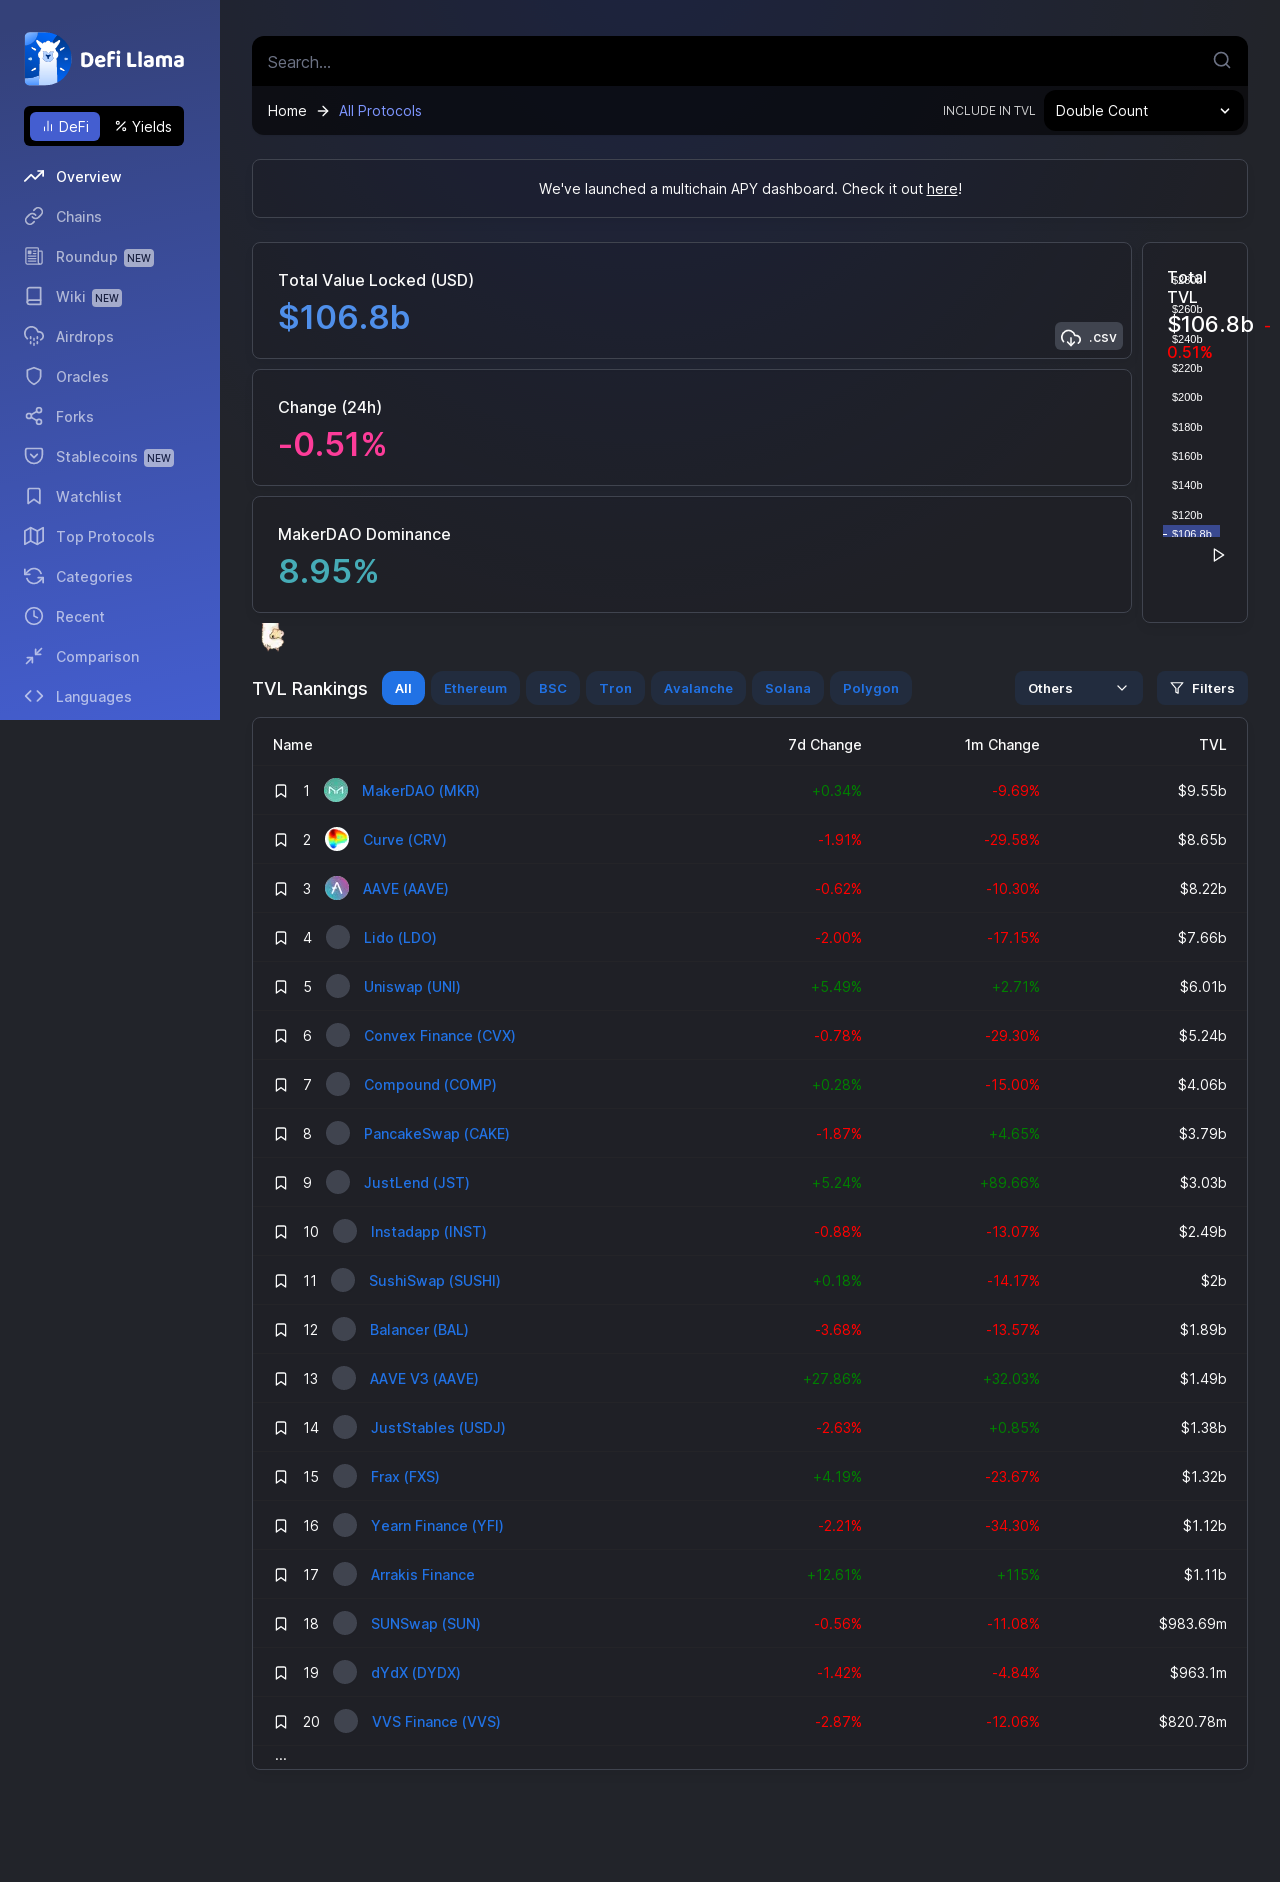 Defi Llama
DeFi
Yields
Overview
Chains
Roundup NEW
Wiki NEW
Airdrops
Oracles
Forks
Stablecoins NEW
Watchlist
Top Protocols
Categories
Recent
Comparison
Languages
Search...
Home → All Protocols
INCLUDE IN TVL
Double Count
We've launched a multichain APY dashboard. Check it out here!
Total Value Locked (USD)
$106.8b
.csv
Change (24h)
-0.51%
MakerDAO Dominance
8.95%
Total
TVL
$106.8b -
0.51%
$280b
$260b
$240b
$220b
$200b
$180b
$160b
$140b
$120b
$106.8b
TVL Rankings
All
Ethereum
BSC
Tron
Avalanche
Solana
Polygon
Others
Filters
Name 7d Change 1m Change TVL
1 MakerDAO (MKR) +0.34% -9.69% $9.55b
2 Curve (CRV) -1.91% -29.58% $8.65b
3 AAVE (AAVE) -0.62% -10.30% $8.22b
4 Lido (LDO) -2.00% -17.15% $7.66b
5 Uniswap (UNI) +5.49% +2.71% $6.01b
6 Convex Finance (CVX) -0.78% -29.30% $5.24b
7 Compound (COMP) +0.28% -15.00% $4.06b
8 PancakeSwap (CAKE) -1.87% +4.65% $3.79b
9 JustLend (JST) +5.24% +89.66% $3.03b
10 Instadapp (INST) -0.88% -13.07% $2.49b
11 SushiSwap (SUSHI) +0.18% -14.17% $2b
12 Balancer (BAL) -3.68% -13.57% $1.89b
13 AAVE V3 (AAVE) +27.86% +32.03% $1.49b
14 JustStables (USDJ) -2.63% +0.85% $1.38b
15 Frax (FXS) +4.19% -23.67% $1.32b
16 Yearn Finance (YFI) -2.21% -34.30% $1.12b
17 Arrakis Finance +12.61% +115% $1.11b
18 SUNSwap (SUN) -0.56% -11.08% $983.69m
19 dYdX (DYDX) -1.42% -4.84% $963.1m
20 VVS Finance (VVS) -2.87% -12.06% $820.78m
...